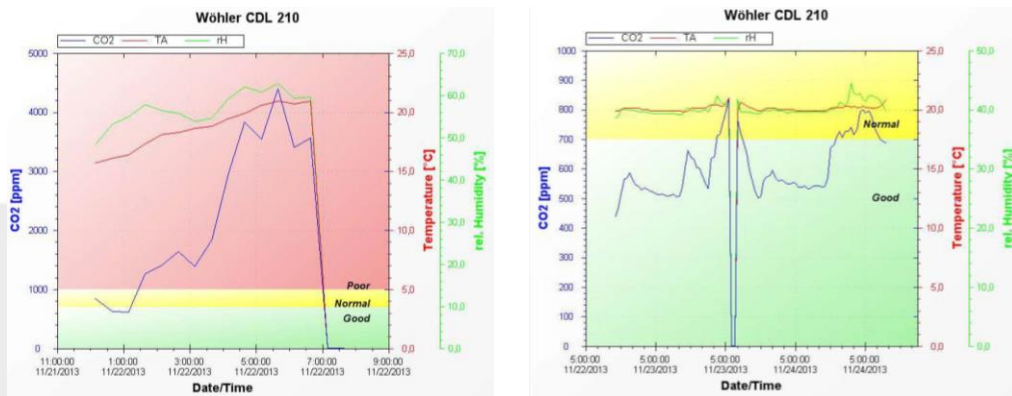 Wöhler CDL 210
CO2 TA rH
5000
4000
3000
2000
1000
0
CO2 [ppm]
25,0
20,0
15,0
10,0
5,0
0,0
Temperature [°C]
70,0
60,0
50,0
40,0
30,0
20,0
10,0
0,0
rel. Humidity [%]
Poor
Normal
Good
11:00:00 1:00:00 3:00:00 5:00:00 7:00:00 9:00:00
11/21/2013 11/22/2013 11/22/2013 11/22/2013 11/22/2013 11/22/2013
Date/Time
Wöhler CDL 210
CO2 TA rH
1000
900
800
700
600
500
400
300
200
100
0
CO2 [ppm]
25,0
20,0
15,0
10,0
5,0
0,0
Temperature [°C]
50,0
40,0
30,0
20,0
10,0
0,0
rel. Humidity [%]
Normal
Good
5:00:00 5:00:00 5:00:00 5:00:00 5:00:00
11/22/2013 11/23/2013 11/23/2013 11/24/2013 11/24/2013
Date/Time